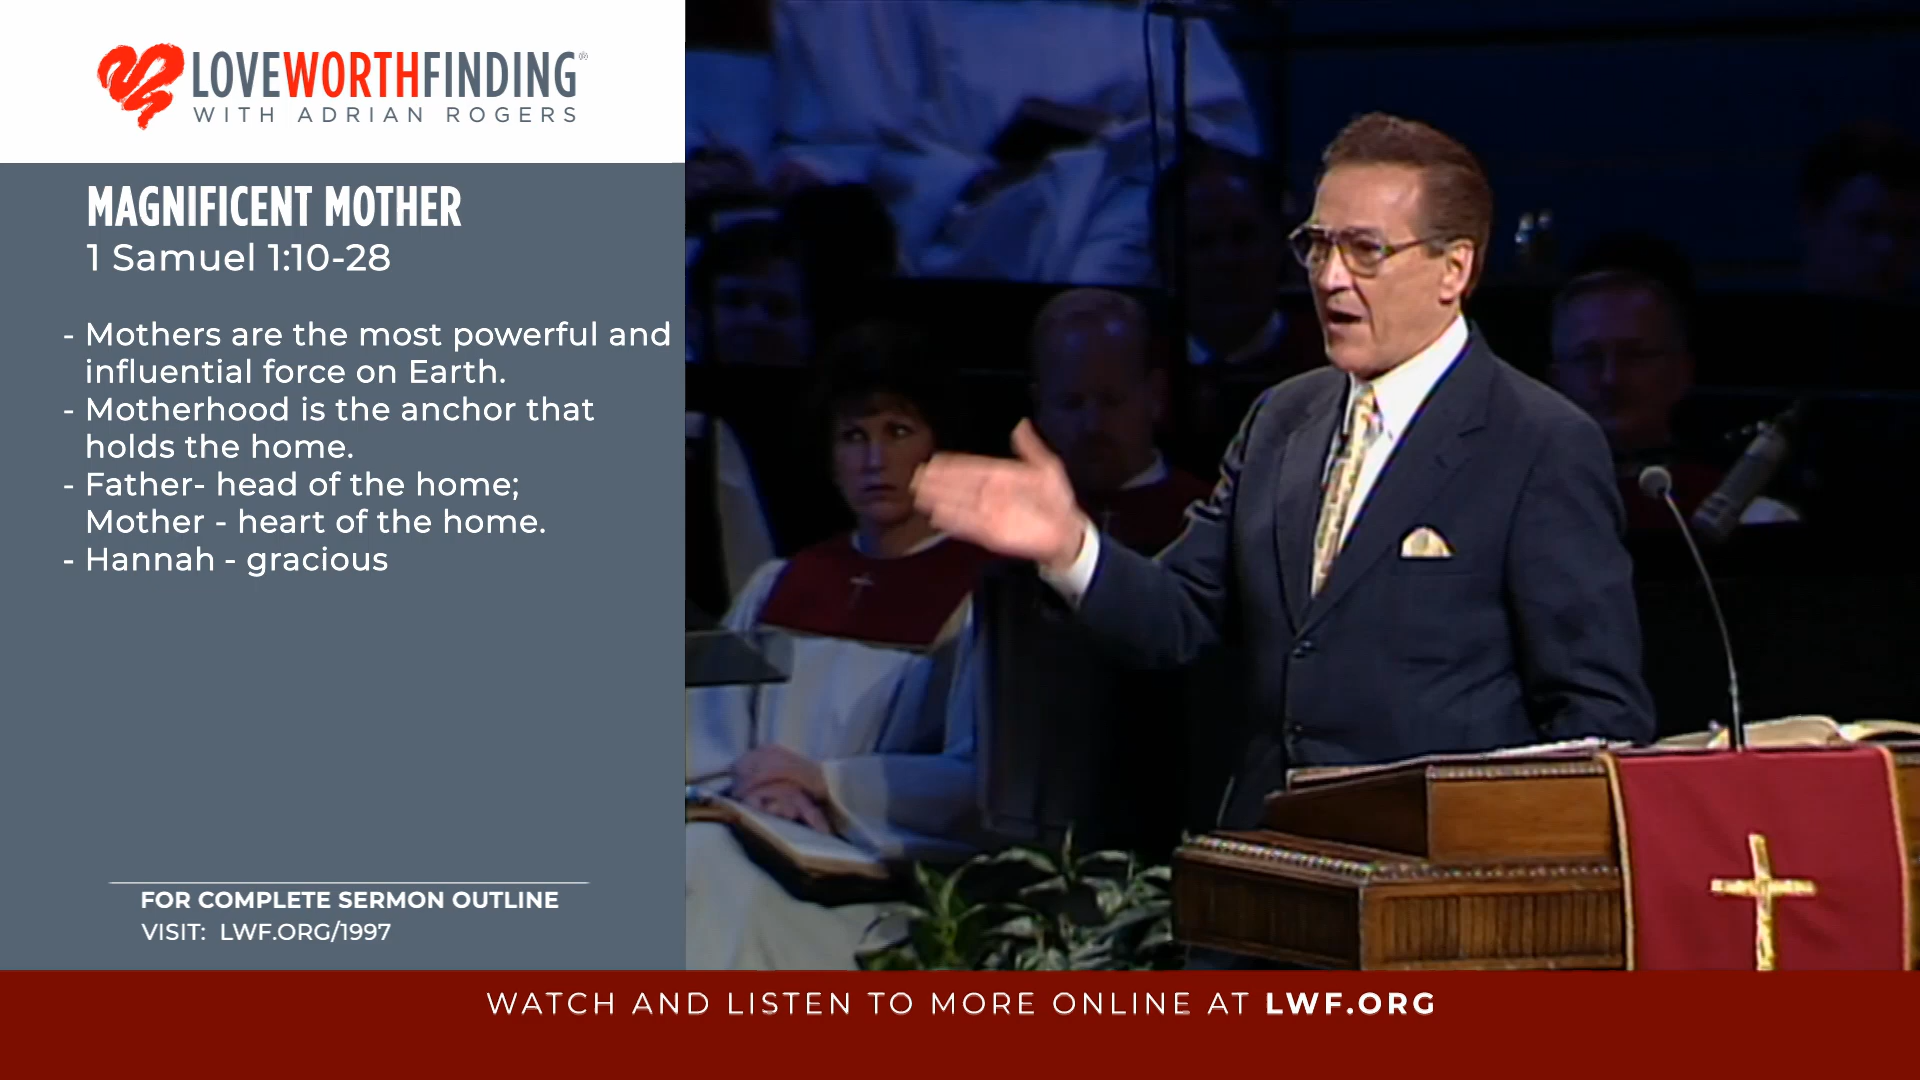 LOVEWORTHFINDING®
WITH ADRIAN ROGERS
MAGNIFICENT MOTHER
1 Samuel 1:10-28
- Mothers are the most powerful and
influential force on Earth.
- Motherhood is the anchor that
holds the home.
- Father- head of the home;
Mother - heart of the home.
- Hannah - gracious
FOR COMPLETE SERMON OUTLINE
VISIT: LWF.ORG/1997
WATCH AND LISTEN TO MORE ONLINE AT LWF.ORG